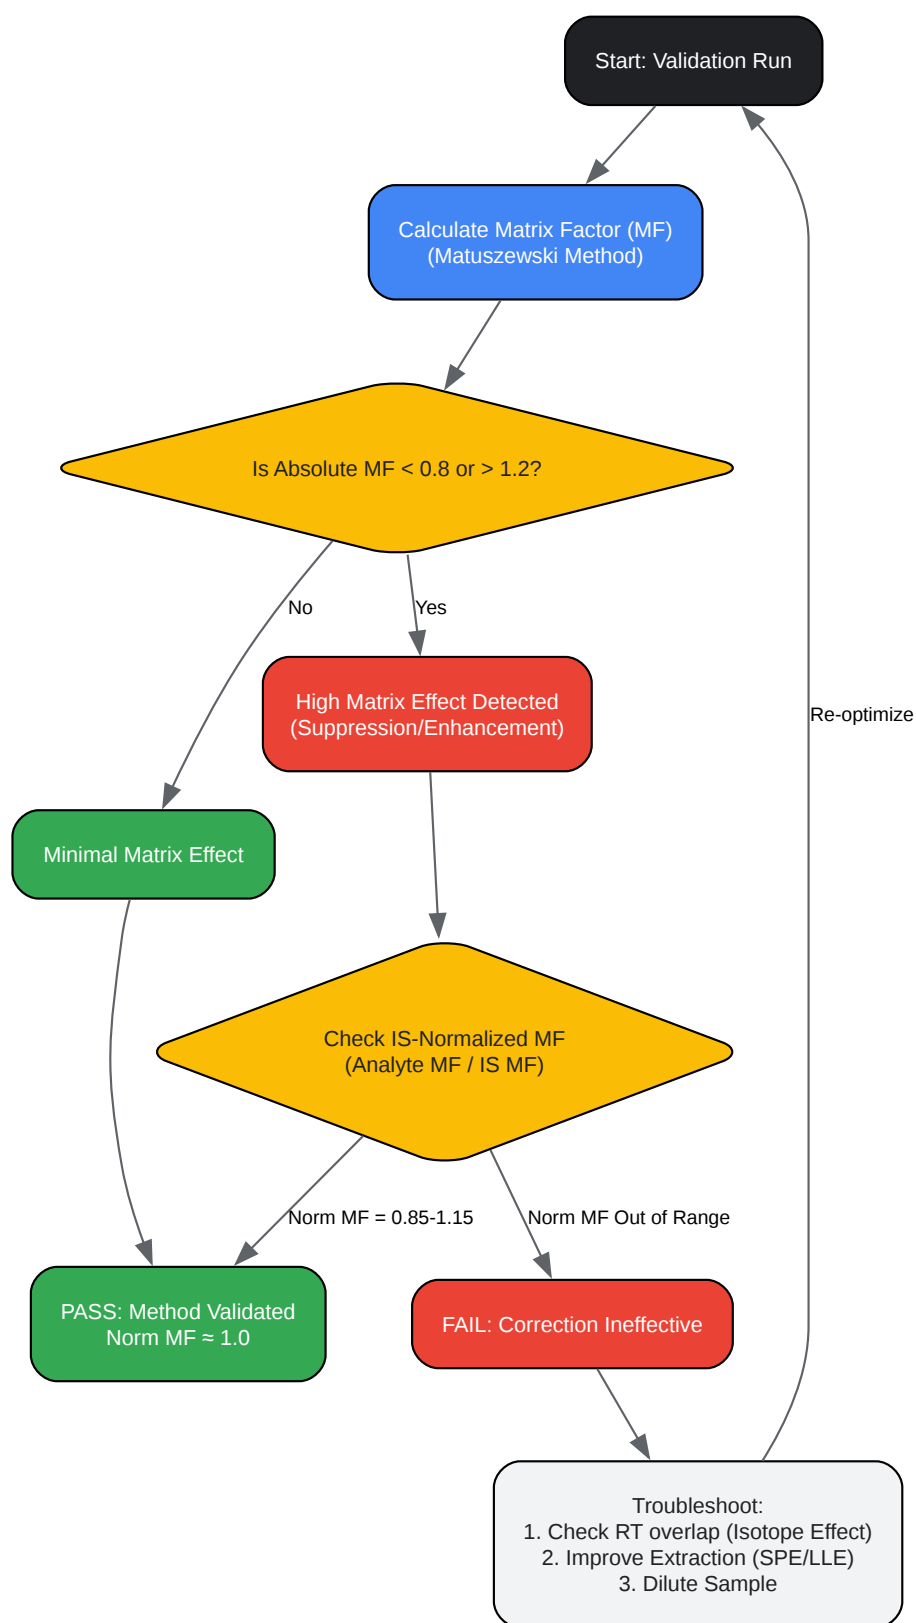 Start: Validation Run
Calculate Matrix Factor (MF)
(Matuszewski Method)
Is Absolute MF < 0.8 or > 1.2?
No
Yes
High Matrix Effect Detected
(Suppression/Enhancement)
Re-optimize
Minimal Matrix Effect
Check IS-Normalized MF
(Analyte MF / IS MF)
Norm MF = 0.85-1.15
Norm MF Out of Range
PASS: Method Validated
Norm MF ≈ 1.0
FAIL: Correction Ineffective
Troubleshoot:
1. Check RT overlap (Isotope Effect)
2. Improve Extraction (SPE/LLE)
3. Dilute Sample